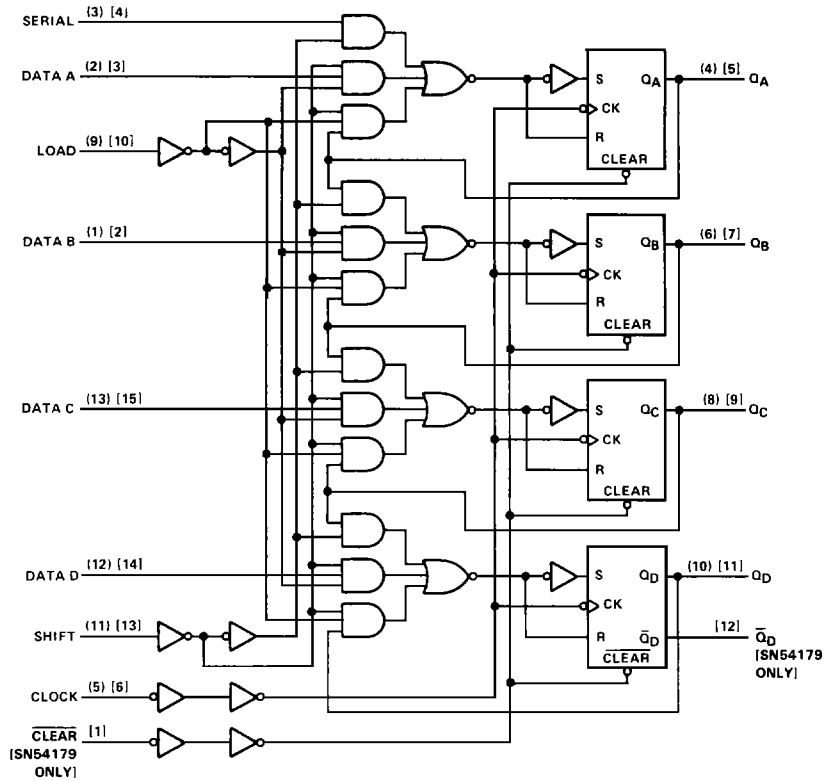 SERIAL (3) [4]
DATA A (2) [3]
LOAD (9) [10]
DATA B (1) [2]
DATA C (13) [15]
DATA D (12) [14]
SHIFT (11) [13]
CLOCK (5) [6]
CLEAR [1]
[SN54179
ONLY]
S QA (4) [5] QA
CK
R
CLEAR
S QB (6) [7] QB
CK
R
CLEAR
S QC (8) [9] QC
CK
R
CLEAR
S QD (10) [11] QD
CK
R Q̅D [12] Q̅D
CLEAR
[SN54179
ONLY]